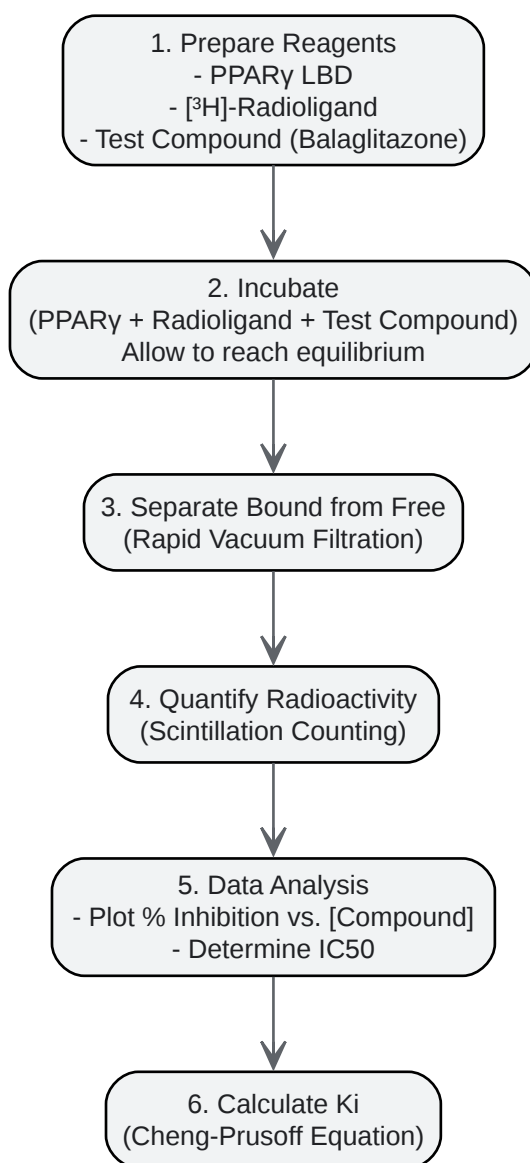 1. Prepare Reagents
- PPARγ LBD
- [³H]-Radioligand
- Test Compound (Balaglitazone)
2. Incubate
(PPARγ + Radioligand + Test Compound)
Allow to reach equilibrium
3. Separate Bound from Free
(Rapid Vacuum Filtration)
4. Quantify Radioactivity
(Scintillation Counting)
5. Data Analysis
- Plot % Inhibition vs. [Compound]
- Determine IC50
6. Calculate Ki
(Cheng-Prusoff Equation)